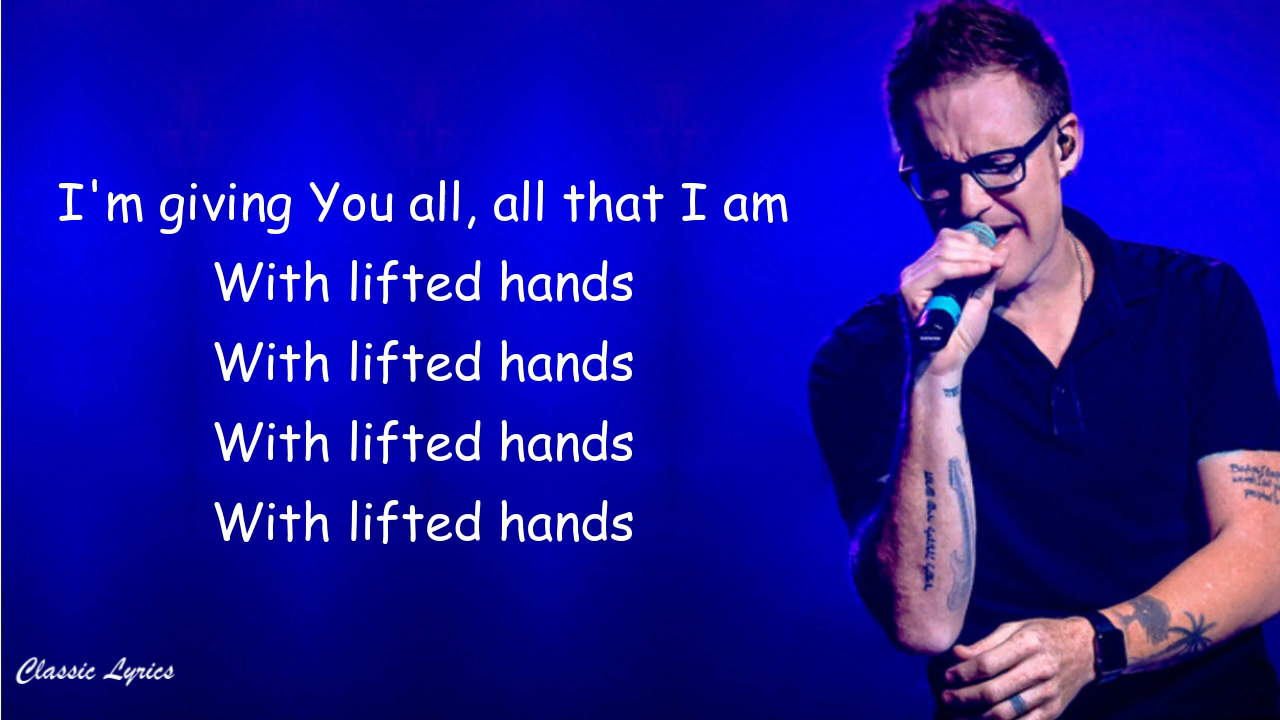 I'm giving You all, all that I am
With lifted hands
With lifted hands
With lifted hands
With lifted hands
Classic Lyrics